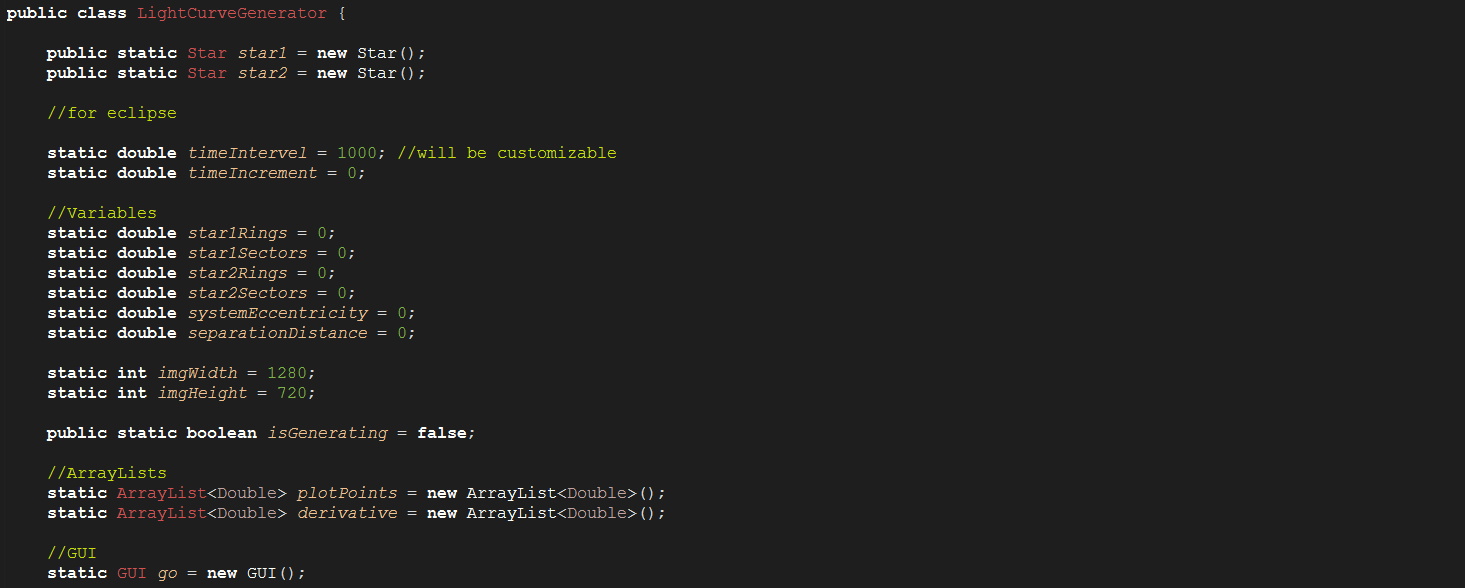 public class LightCurveGenerator {
public static Star star1 = new Star();
public static Star star2 = new Star();
//for eclipse
static double timeIntervel = 1000; //will be customizable
static double timeIncrement = 0;
//Variables
static double star1Rings = 0;
static double star1Sectors = 0;
static double star2Rings = 0;
static double star2Sectors = 0;
static double systemEccentricity = 0;
static double separationDistance = 0;
static int imgWidth = 1280;
static int imgHeight = 720;
public static boolean isGenerating = false;
//ArrayLists
static ArrayList<Double> plotPoints = new ArrayList<Double>();
static ArrayList<Double> derivative = new ArrayList<Double>();
//GUI
static GUI go = new GUI();